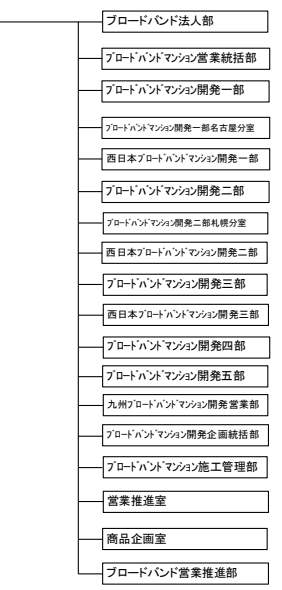 ブロードバンド法人部
ﾌﾞﾛｰﾄﾞﾊﾞﾝﾄﾞﾏﾝｼｮﾝ営業統括部
ﾌﾞﾛｰﾄﾞﾊﾞﾝﾄﾞﾏﾝｼｮﾝ開発一部
ﾌﾞﾛｰﾄﾞﾊﾞﾝﾄﾞﾏﾝｼｮﾝ開発一部名古屋分室
西日本ﾌﾞﾛｰﾄﾞﾊﾞﾝﾄﾞﾏﾝｼｮﾝ開発一部
ﾌﾞﾛｰﾄﾞﾊﾞﾝﾄﾞﾏﾝｼｮﾝ開発二部
ﾌﾞﾛｰﾄﾞﾊﾞﾝﾄﾞﾏﾝｼｮﾝ開発二部札幌分室
西日本ﾌﾞﾛｰﾄﾞﾊﾞﾝﾄﾞﾏﾝｼｮﾝ開発二部
ﾌﾞﾛｰﾄﾞﾊﾞﾝﾄﾞﾏﾝｼｮﾝ開発三部
西日本ﾌﾞﾛｰﾄﾞﾊﾞﾝﾄﾞﾏﾝｼｮﾝ開発三部
ﾌﾞﾛｰﾄﾞﾊﾞﾝﾄﾞﾏﾝｼｮﾝ開発四部
ﾌﾞﾛｰﾄﾞﾊﾞﾝﾄﾞﾏﾝｼｮﾝ開発五部
九州ﾌﾞﾛｰﾄﾞﾊﾞﾝﾄﾞﾏﾝｼｮﾝ開発営業部
ﾌﾞﾛｰﾄﾞﾊﾞﾝﾄﾞﾏﾝｼｮﾝ開発企画統括部
ﾌﾞﾛｰﾄﾞﾊﾞﾝﾄﾞﾏﾝｼｮﾝ施工管理部
営業推進室
商品企画室
ブロードバンド営業推進部